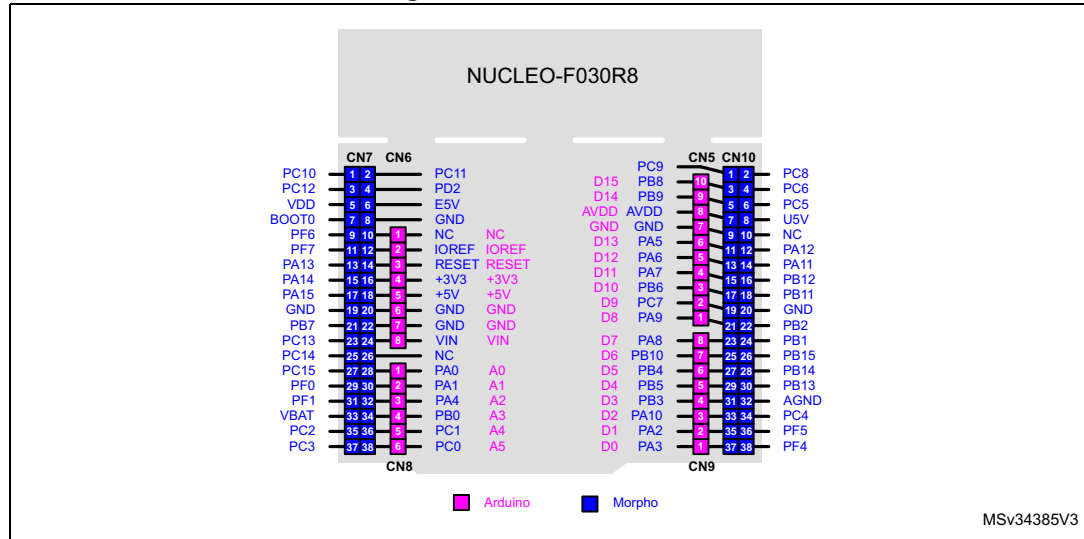 NUCLEO-F030R8
CN7 CN6 CN5 CN10
PC9
PC10 1 2 PC11 D15 PB8 10 1 2 PC8
PC12 3 4 PD2 D14 PB9 9 3 4 PC6
VDD 5 6 E5V AVDD AVDD 8 5 6 PC5
BOOT0 7 8 GND GND GND 7 7 8 U5V
PF6 9 10 1 NC NC D13 PA5 6 9 10 NC
PF7 11 12 2 IOREF IOREF D12 PA6 5 11 12 PA12
PA13 13 14 3 RESET RESET D11 PA7 4 13 14 PA11
PA14 15 16 4 +3V3 +3V3 D10 PB6 3 15 16 PB12
PA15 17 18 5 +5V +5V D9 PC7 2 17 18 PB11
GND 19 20 6 GND GND D8 PA9 1 19 20 GND
PB7 21 22 7 GND GND 21 22 PB2
PC13 23 24 8 VIN VIN D7 PA8 8 23 24 PB1
PC14 25 26 NC D6 PB10 7 25 26 PB15
PC15 27 28 1 PA0 A0 D5 PB4 6 27 28 PB14
PF0 29 30 2 PA1 A1 D4 PB5 5 29 30 PB13
PF1 31 32 3 PA4 A2 D3 PB3 4 31 32 AGND
VBAT 33 34 4 PB0 A3 D2 PA10 3 33 34 PC4
PC2 35 36 5 PC1 A4 D1 PA2 2 35 36 PF5
PC3 37 38 6 PC0 A5 D0 PA3 1 37 38 PF4
CN8 CN9
Arduino Morpho
MSv34385V3